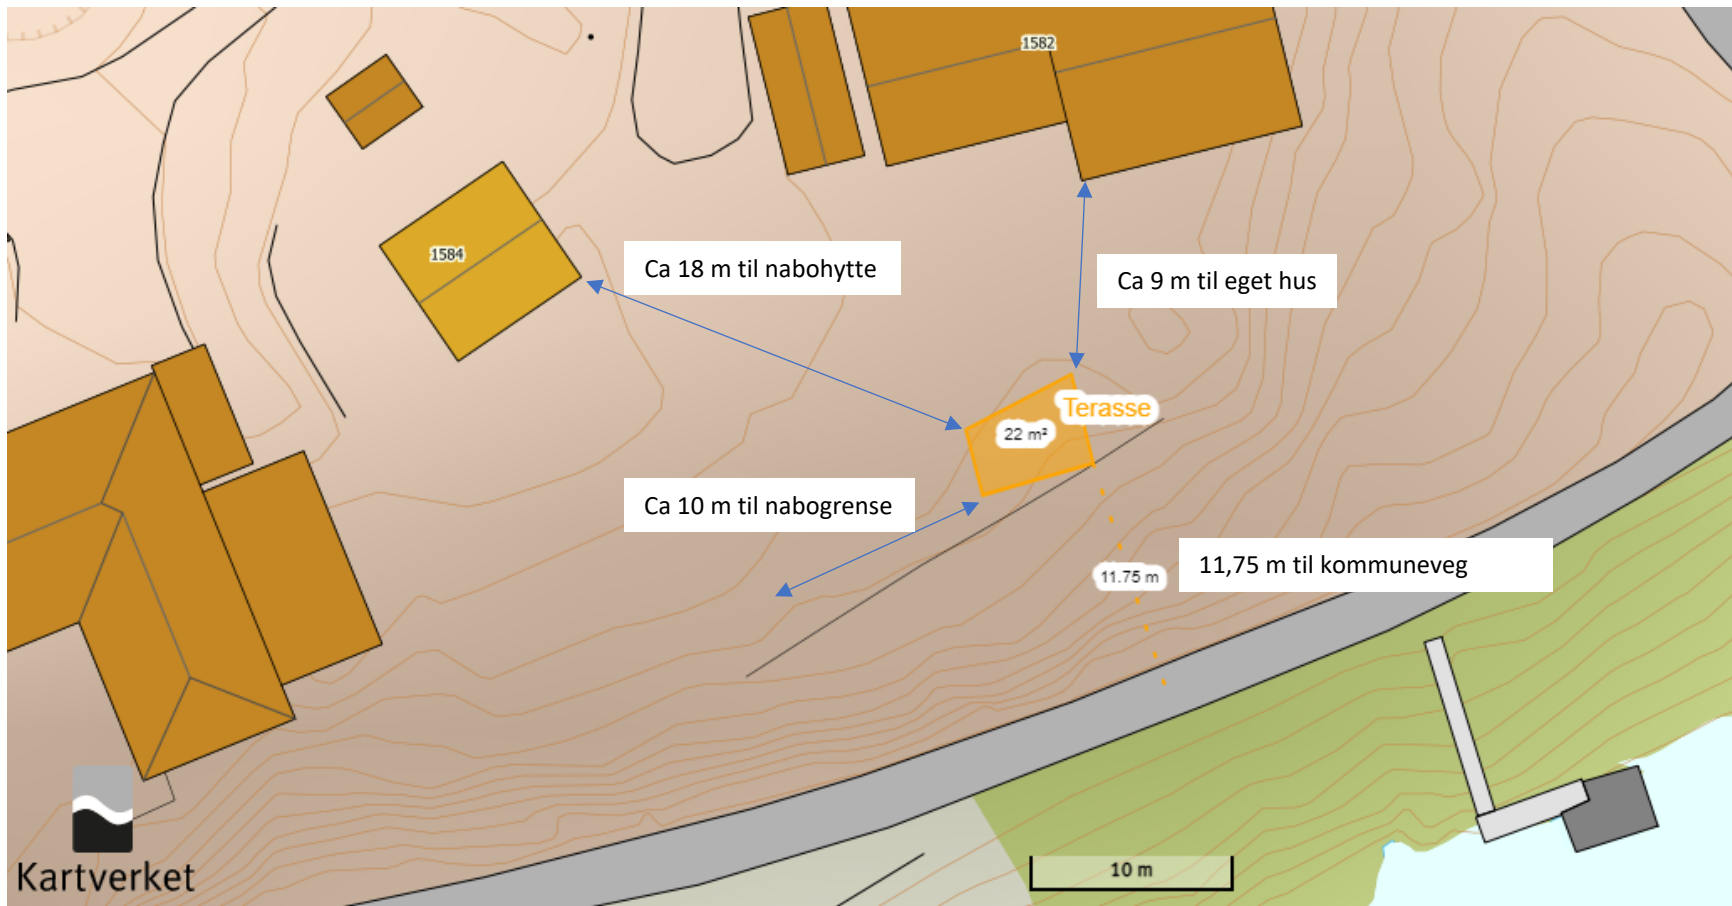 1582
1584
Ca 18 m til nabohytte
Ca 9 m til eget hus
Terasse
22 m²
Ca 10 m til nabogrense
11.75 m
11,75 m til kommuneveg
Kartverket
10 m